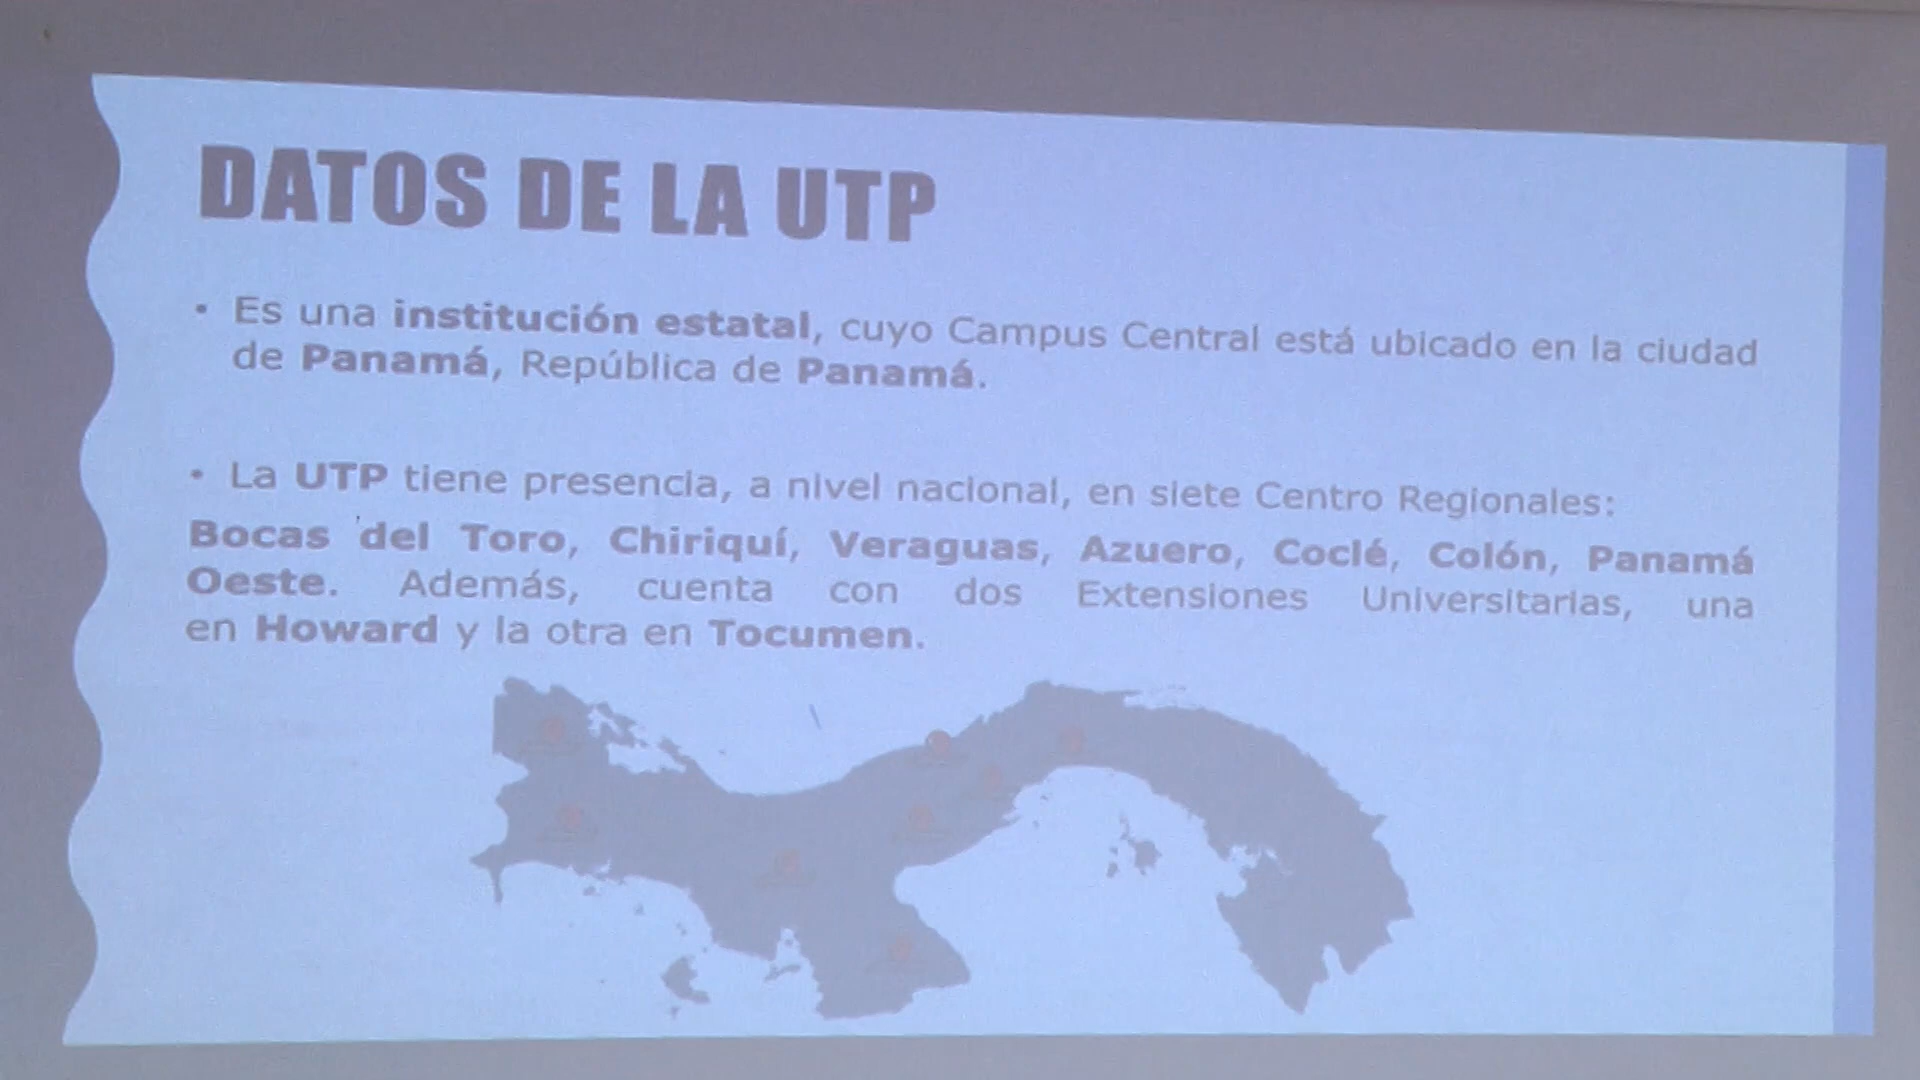 DATOS DE LA UTP
• Es una institución estatal, cuyo Campus Central está ubicado en la ciudad
de Panamá, República de Panamá.
• La UTP tiene presencia, a nivel nacional, en siete Centro Regionales:
Bocas del Toro, Chiriquí, Veraguas, Azuero, Coclé, Colón, Panamá
Oeste. Además, cuenta con dos Extensiones Universitarias, una
en Howard y la otra en Tocumen.